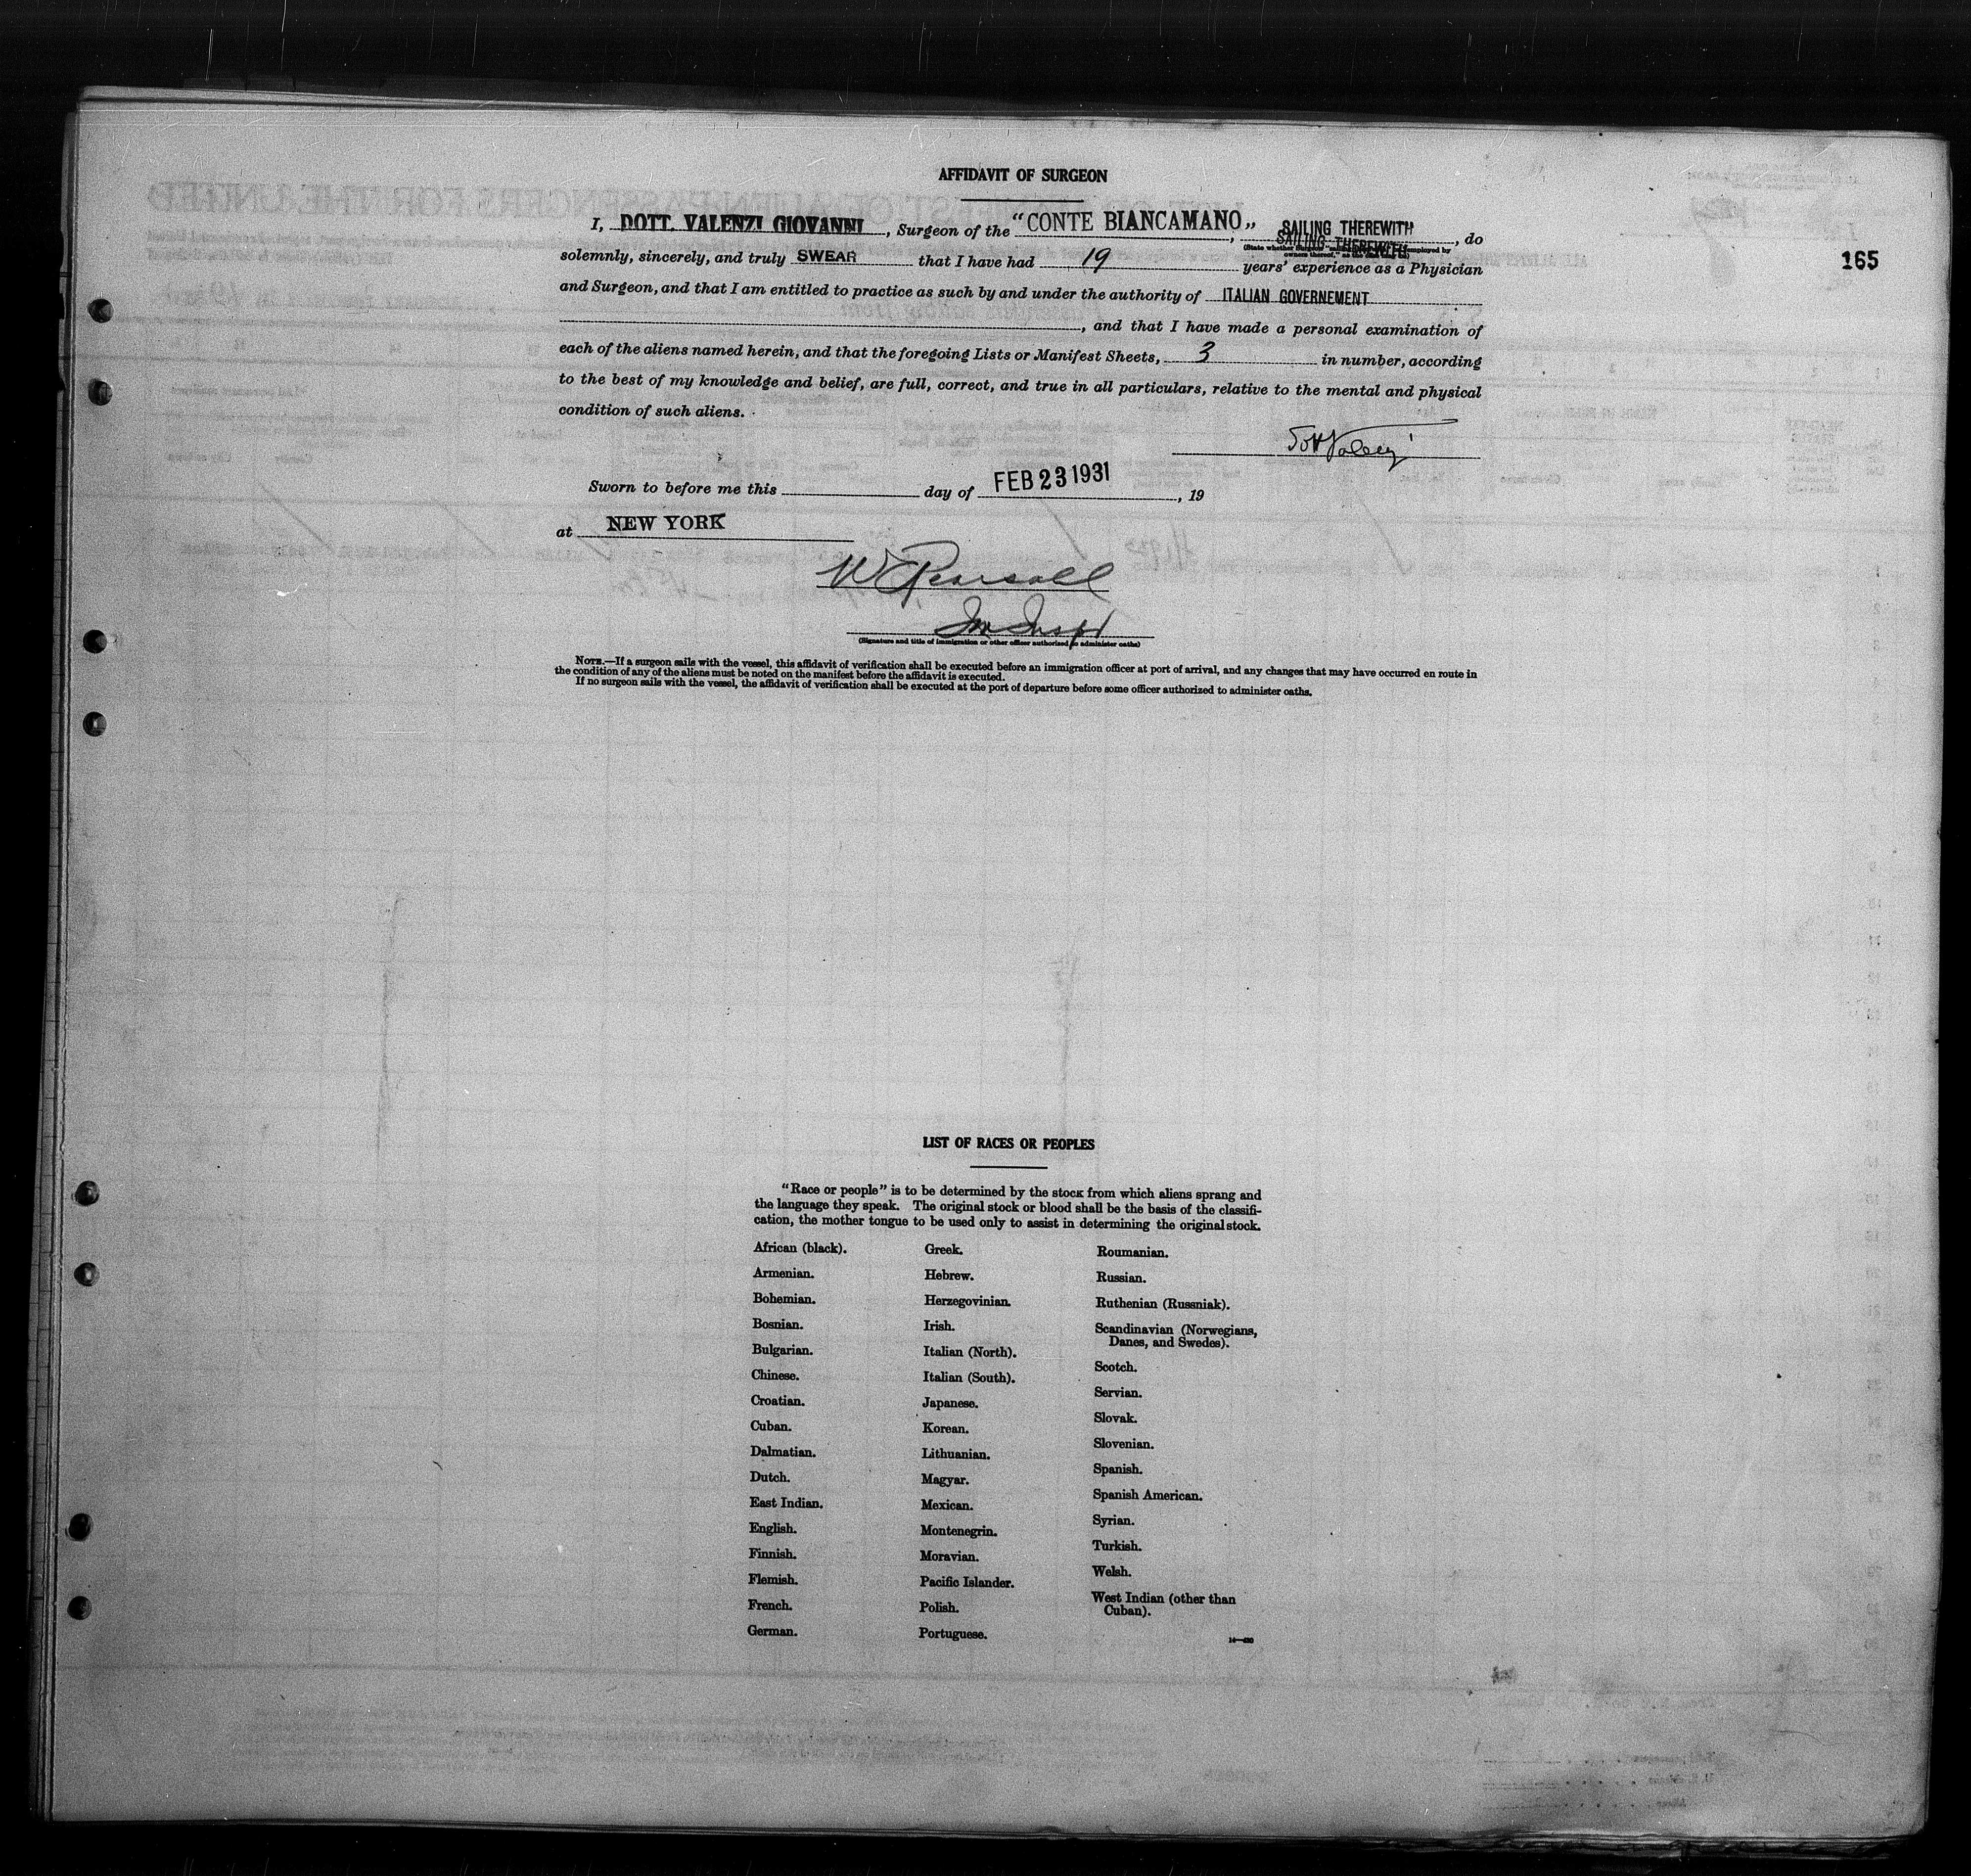 AFFIDAVIT OF SURGEON
I, DOTT. VALENZI GIOVANNI, Surgeon of the "CONTE BIANCAMANO„, SAILING THEREWITH, do
SAILING THEREWITH
solemnly, sincerely, and truly SWEAR that I have had 19 years' experience as a Physician
and Surgeon, and that I am entitled to practice as such by and under the authority of ITALIAN GOVERNEMENT
, and that I have made a personal examination of
each of the aliens named herein, and that the foregoing Lists or Manifest Sheets, 3 in number, according
to the best of my knowledge and belief, are full, correct, and true in all particulars, relative to the mental and physical
condition of such aliens.
Sworn to before me this day of FEB 23 1931, 19
at NEW YORK
W Pearsall
(Signature and title of immigration or other officer authorized to administer oaths)
NOTE.—If a surgeon sails with the vessel, this affidavit of verification shall be executed before an immigration officer at port of arrival, and any changes that may have occurred en route in
the condition of any of the aliens must be noted on the manifest before the affidavit is executed.
If no surgeon sails with the vessel, the affidavit of verification shall be executed at the port of departure before some officer authorized to administer oaths.
165
LIST OF RACES OR PEOPLES
"Race or people" is to be determined by the stock from which aliens sprang and
the language they speak. The original stock or blood shall be the basis of the classifi-
cation, the mother tongue to be used only to assist in determining the original stock.
African (black).
Armenian.
Bohemian.
Bosnian.
Bulgarian.
Chinese.
Croatian.
Cuban.
Dalmatian.
Dutch.
East Indian.
English.
Finnish.
Flemish.
French.
German.
Greek.
Hebrew.
Herzegovinian.
Irish.
Italian (North).
Italian (South).
Japanese.
Korean.
Lithuanian.
Magyar.
Mexican.
Montenegrin.
Moravian.
Pacific Islander.
Polish.
Portuguese.
Roumanian.
Russian.
Ruthenian (Russniak).
Scandinavian (Norwegians,
Danes, and Swedes).
Scotch.
Servian.
Slovak.
Slovenian.
Spanish.
Spanish American.
Syrian.
Turkish.
Welsh.
West Indian (other than
Cuban).